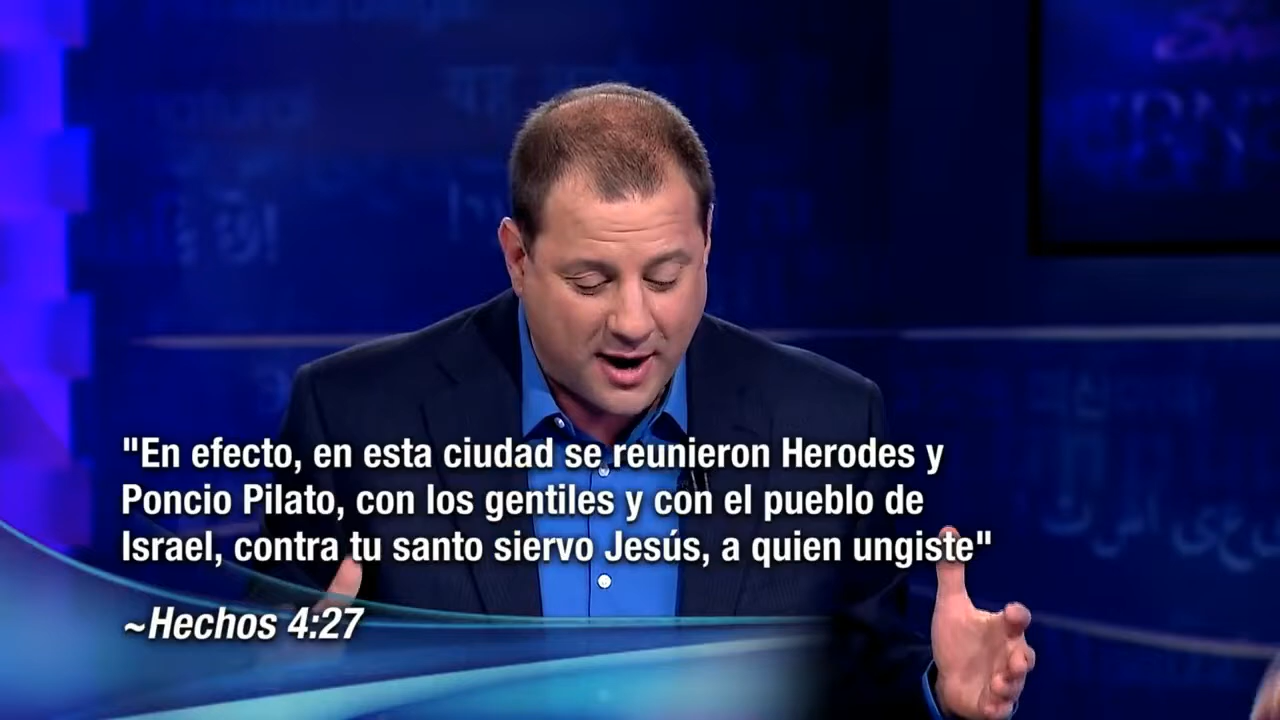 "En efecto, en esta ciudad se reunieron Herodes y
Poncio Pilato, con los gentiles y con el pueblo de
Israel, contra tu santo siervo Jesús, a quien ungiste"
~Hechos 4:27